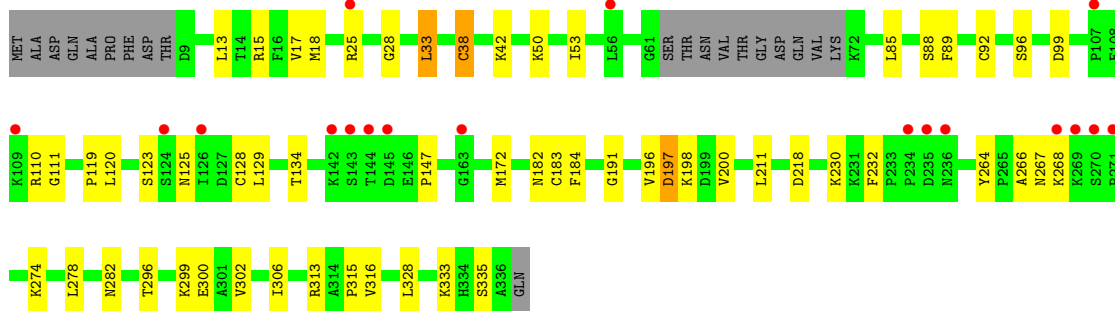 MET ALA ASP GLN ALA PRO PHE ASP THR D9 L13 T14 R15 F16 V17 M18 R25 G28 L33 C38 K42 K50 I53 L56 G61 SER THR ASN VAL THR GLY ASP GLN VAL LYS K72 L85 S88 F89 C92 S96 D99 P107 E108
K109 R110 G111 P119 L120 S123 S124 N125 I126 D127 C128 L129 T134 K142 S143 T144 D145 E146 P147 G163 M172 N182 C183 F184 G191 V196 D197 K198 D199 V200 L211 D218 K230 K231 F232 P233 P234 D235 N236 Y264 P265 A266 N267 K268 K269 S270
K274 L278 N282 T296 K299 E300 A301 V302 I306 R313 A314 P315 V316 L328 K333 H334 S335 A336 GLN